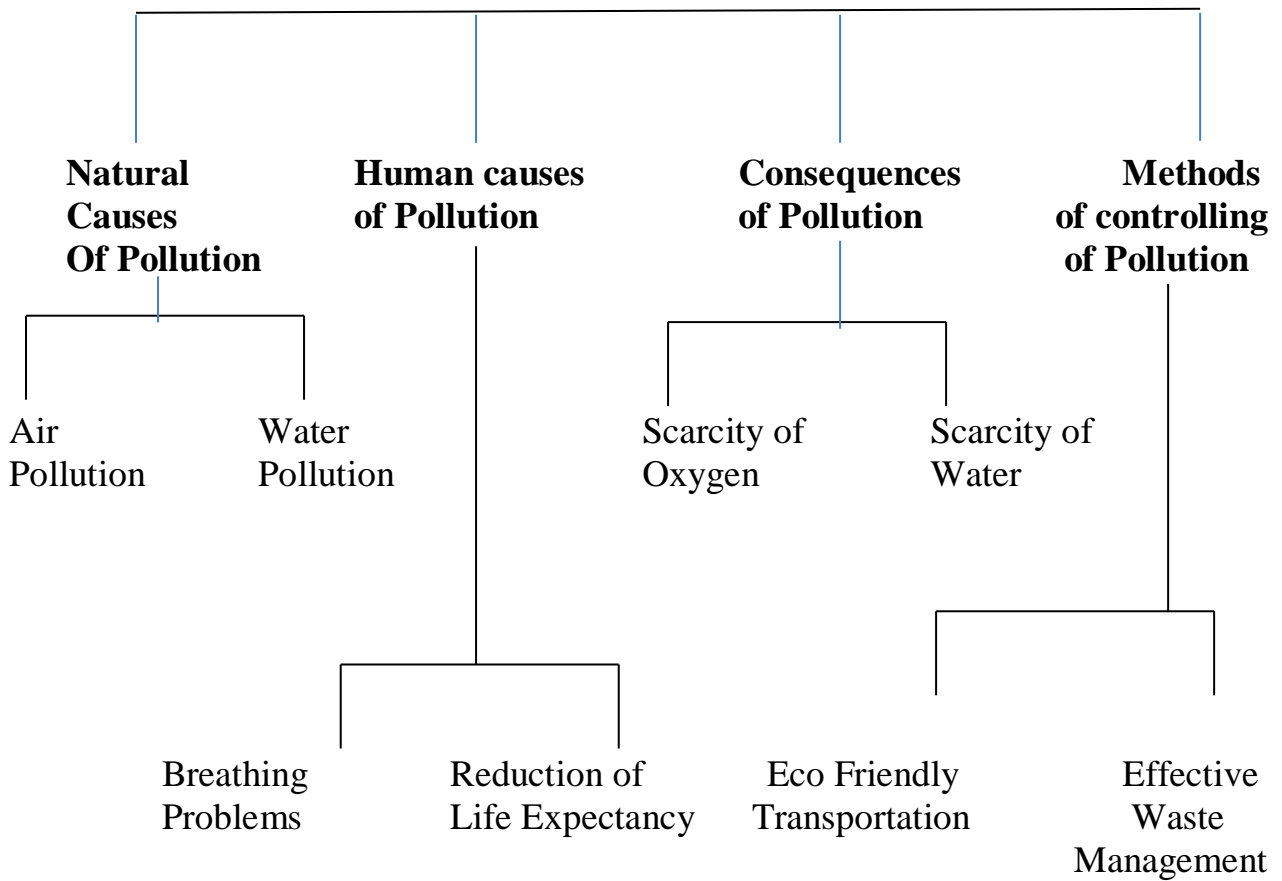 Natural
Causes
Of Pollution
Human causes
of Pollution
Consequences
of Pollution
Methods
of controlling
of Pollution
Air
Pollution
Water
Pollution
Scarcity of
Oxygen
Scarcity of
Water
Breathing
Problems
Reduction of
Life Expectancy
Eco Friendly
Transportation
Effective
Waste
Management